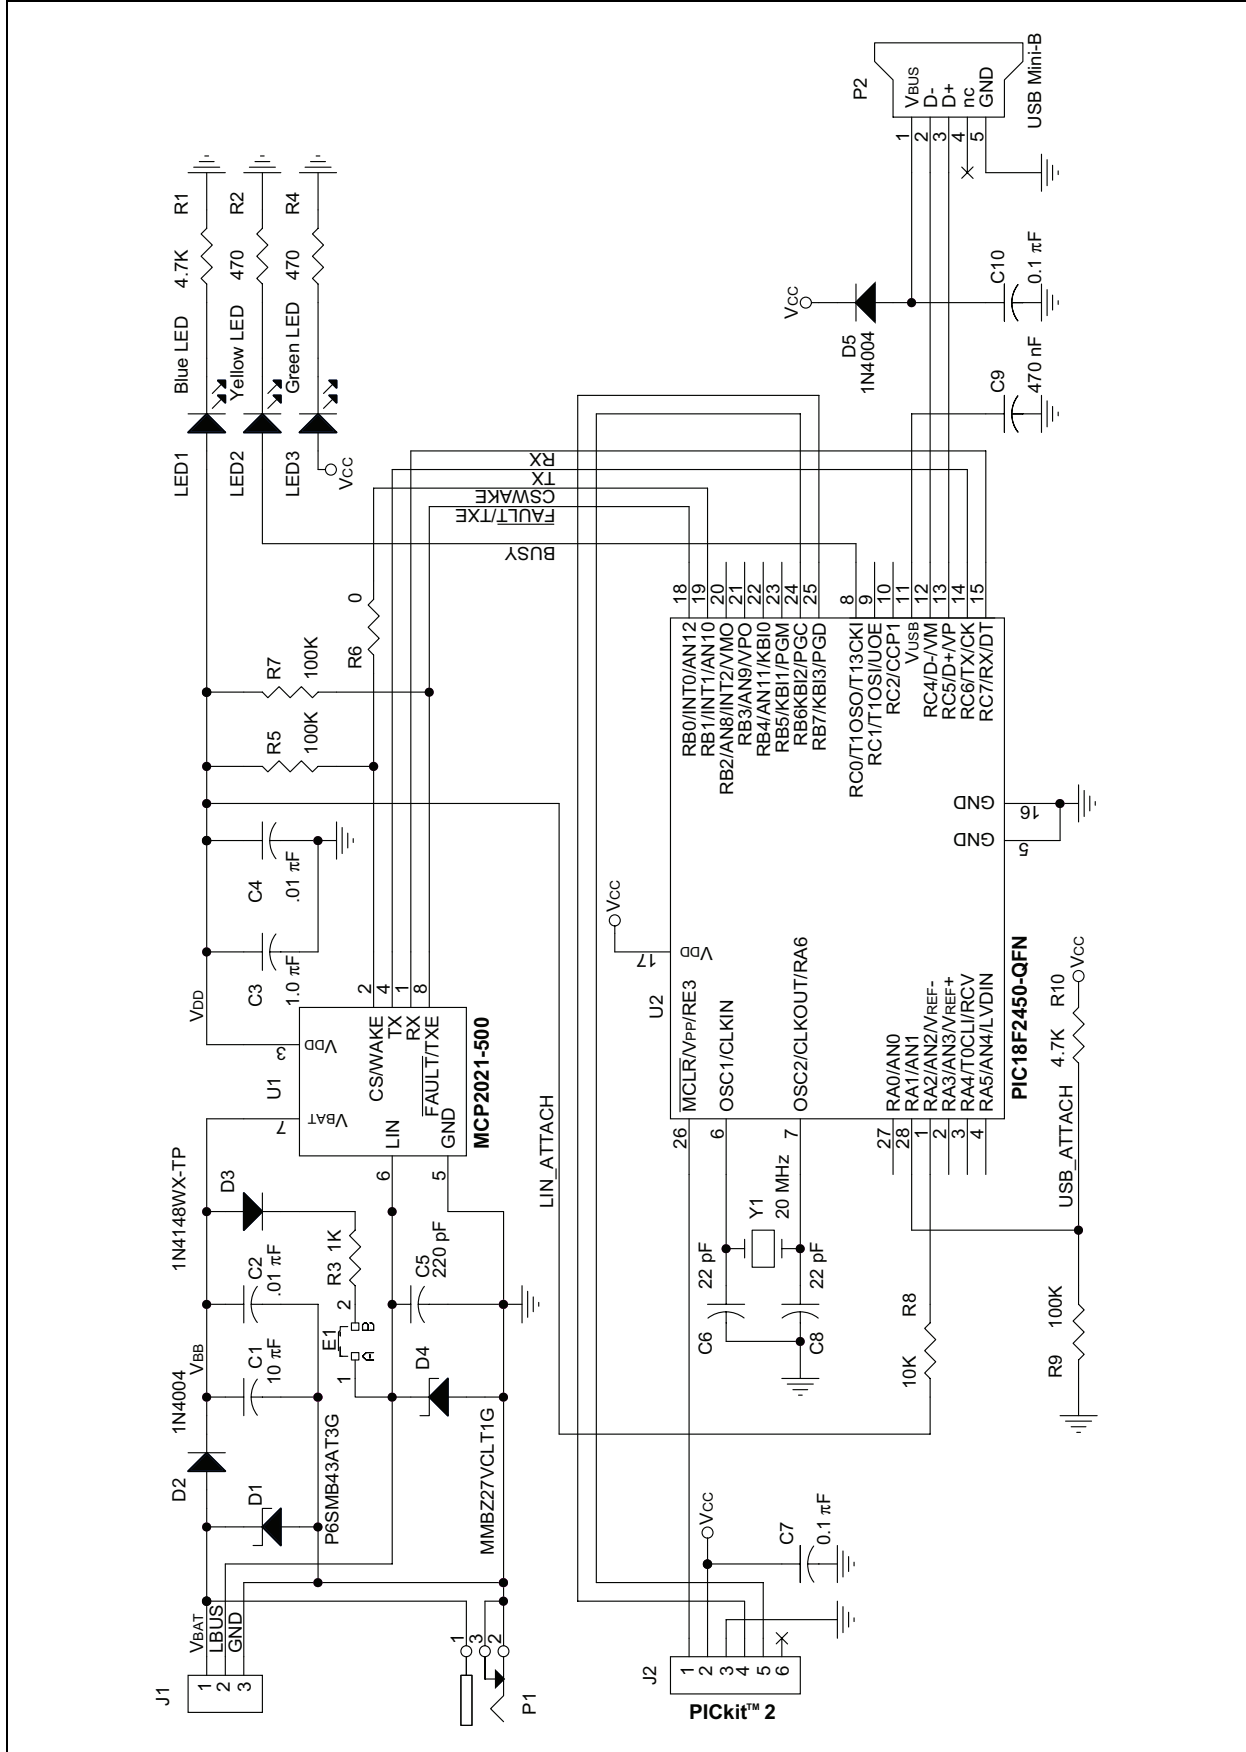 J1
VBAT
LBUS
GND
1
2
3
P1
1
3
2
D2
1N4004
D1
P6SMB43AT3G
MMBZ27VCLT1G
VBB
C1
10 πF
C2
.01 πF
1N4148WX-TP
D3
R3 1K
E1
A
B
1
2
D4
C5
220 pF
U1
7
VBAT
3
VDD
6
LIN
5
GND
CS/WAKE
TX
RX
FAULT/TXE
2
4
1
8
MCP2021-500
VDD
C3
1.0 πF
C4
.01 πF
R5
100K
R7
100K
R6
0
LIN_ATTACH
LED1
Blue LED
4.7K
R1
LED2
Yellow LED
470
R2
LED3
Green LED
470
R4
VCC
RX
TX
CSWAKE
FAULT/TXE
BUSY
J2
PICkit™ 2
1
2
3
4
5
6
VCC
C7
0.1 πF
C6
22 pF
C8
22 pF
Y1
20 MHz
R8
10K
R9
100K
USB_ATTACH
4.7K
R10
VCC
U2
PIC18F2450-QFN
26
MCLR/VPP/RE3
6
OSC1/CLKIN
7
OSC2/CLKOUT/RA6
27
RA0/AN0
28
RA1/AN1
1
RA2/AN2/VREF-
2
RA3/AN3/VREF+
3
RA4/T0CLI/RCV
4
RA5/AN4/LVDIN
17
VDD
VCC
5
GND
16
GND
RB0/INT0/AN12
18
RB1/INT1/AN10
19
RB2/AN8/INT2/VMO
20
RB3/AN9/VPO
21
RB4/AN11/KBI0
22
RB5/KBI1/PGM
23
RB6KBI2/PGC
24
RB7/KBI3/PGD
25
RC0/T1OSO/T13CKI
8
RC1/T1OSI/UOE
9
RC2/CCP1
10
VUSB
11
RC4/D-/VM
12
RC5/D+/VP
13
RC6/TX/CK
14
RC7/RX/DT
15
VCC
D5
1N4004
C9
470 nF
C10
0.1 πF
P2
1
VBUS
2
D-
3
D+
4
nc
5
GND
USB Mini-B